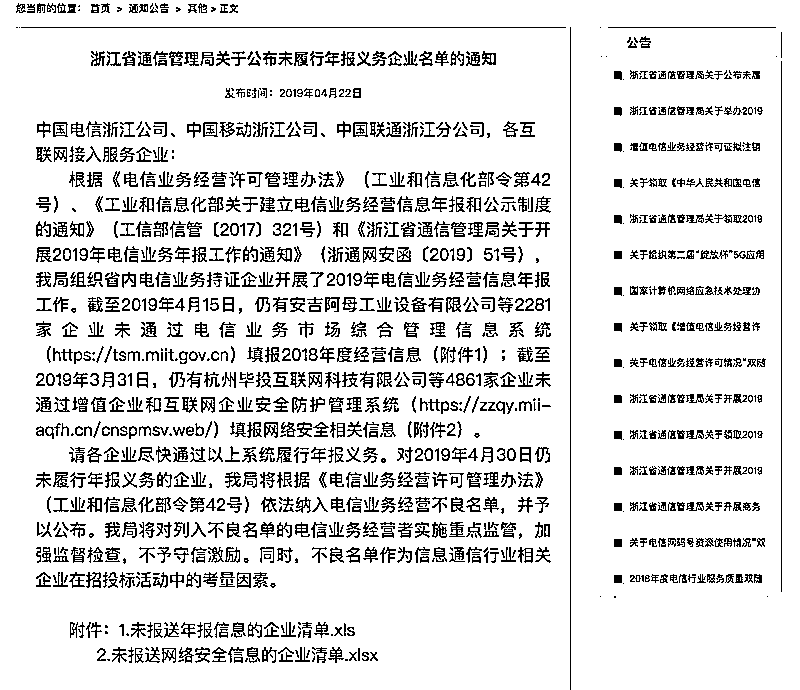 您当前的位置： 首页 > 通知公告 > 其他 > 正文
浙江省通信管理局关于公布未履行年报义务企业名单的通知
发布时间：2019年04月22日
中国电信浙江公司、中国移动浙江公司、中国联通浙江分公司，各互
联网接入服务企业：
根据《电信业务经营许可管理办法》（工业和信息化部令第42
号）、《工业和信息化部关于建立电信业务经营信息年报和公示制度
的通知》（工信部信管〔2017〕321号）和《浙江省通信管理局关于开
展2019年电信业务年报工作的通知》（浙通网安函〔2019〕51号），
我局组织省内电信业务持证企业开展了2019年电信业务经营信息年报
工作。截至2019年4月15日，仍有安吉阿母工业设备有限公司等2281
家企业未通过电信业务市场综合管理信息系统
（https://tsm.miit.gov.cn）填报2018年度经营信息（附件1）；截至
2019年3月31日，仍有杭州毕投互联网科技有限公司等4861家企业未
通过增值企业和互联网企业安全防护管理系统（https://zzqy.mii-
aqfh.cn/cnspmsv.web/）填报网络安全相关信息（附件2）。
请各企业尽快通过以上系统履行年报义务。对2019年4月30日仍
未履行年报义务的企业，我局将根据《电信业务经营许可管理办法》
（工业和信息化部令第42号）依法纳入电信业务经营不良名单，并予
以公布。我局将对列入不良名单的电信业务经营者实施重点监管，加
强监督检查，不予守信激励。同时，不良名单作为信息通信行业相关
企业在招投标活动中的考量因素。
附件：1.未报送年报信息的企业清单.xls
2.未报送网络安全信息的企业清单.xlsx
公告
■ 浙江省通信管理局关于公布未履
■ 浙江省通信管理局关于举办2019
■ 增值电信业务经营许可证拟注销
■ 关于领取《中华人民共和国电信
■ 浙江省通信管理局关于领取2019
■ 关于组织第二届“绽放杯”5G应用
■ 国家计算机网络应急技术处理协
■ 关于领取《增值电信业务经营许
■ 关于电信业务经营许可情况“双随
■ 浙江省通信管理局关于开展2019
■ 浙江省通信管理局关于领取2019
■ 浙江省通信管理局关于开展2019
■ 浙江省通信管理局关于开展商务
■ 关于电信网码号资源使用情况“双
■ 2018年度电信行业服务质量双随